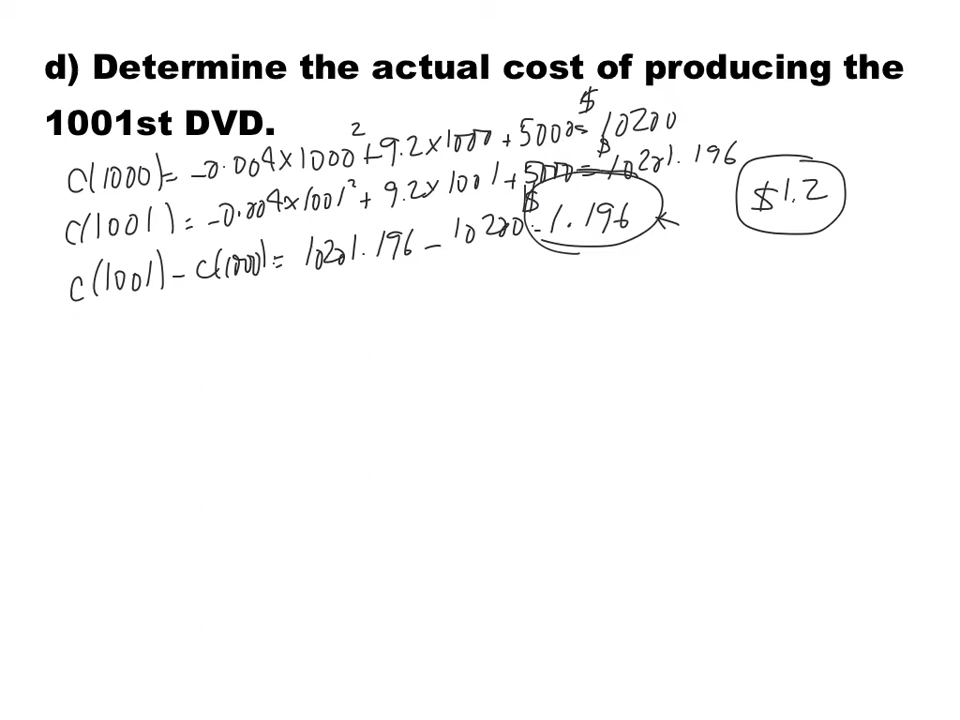 d) Determine the actual cost of producing the
1001st DVD.
C(1000)= -0.004×1000² + 9.2×1000 + 5000= $10200
C(1001) = -0.004×1001² + 9.2×1001 + 5000 = $10201.196
C(1001) - C(1000) = 10201.196 - 10200 = $1.196
$1.2